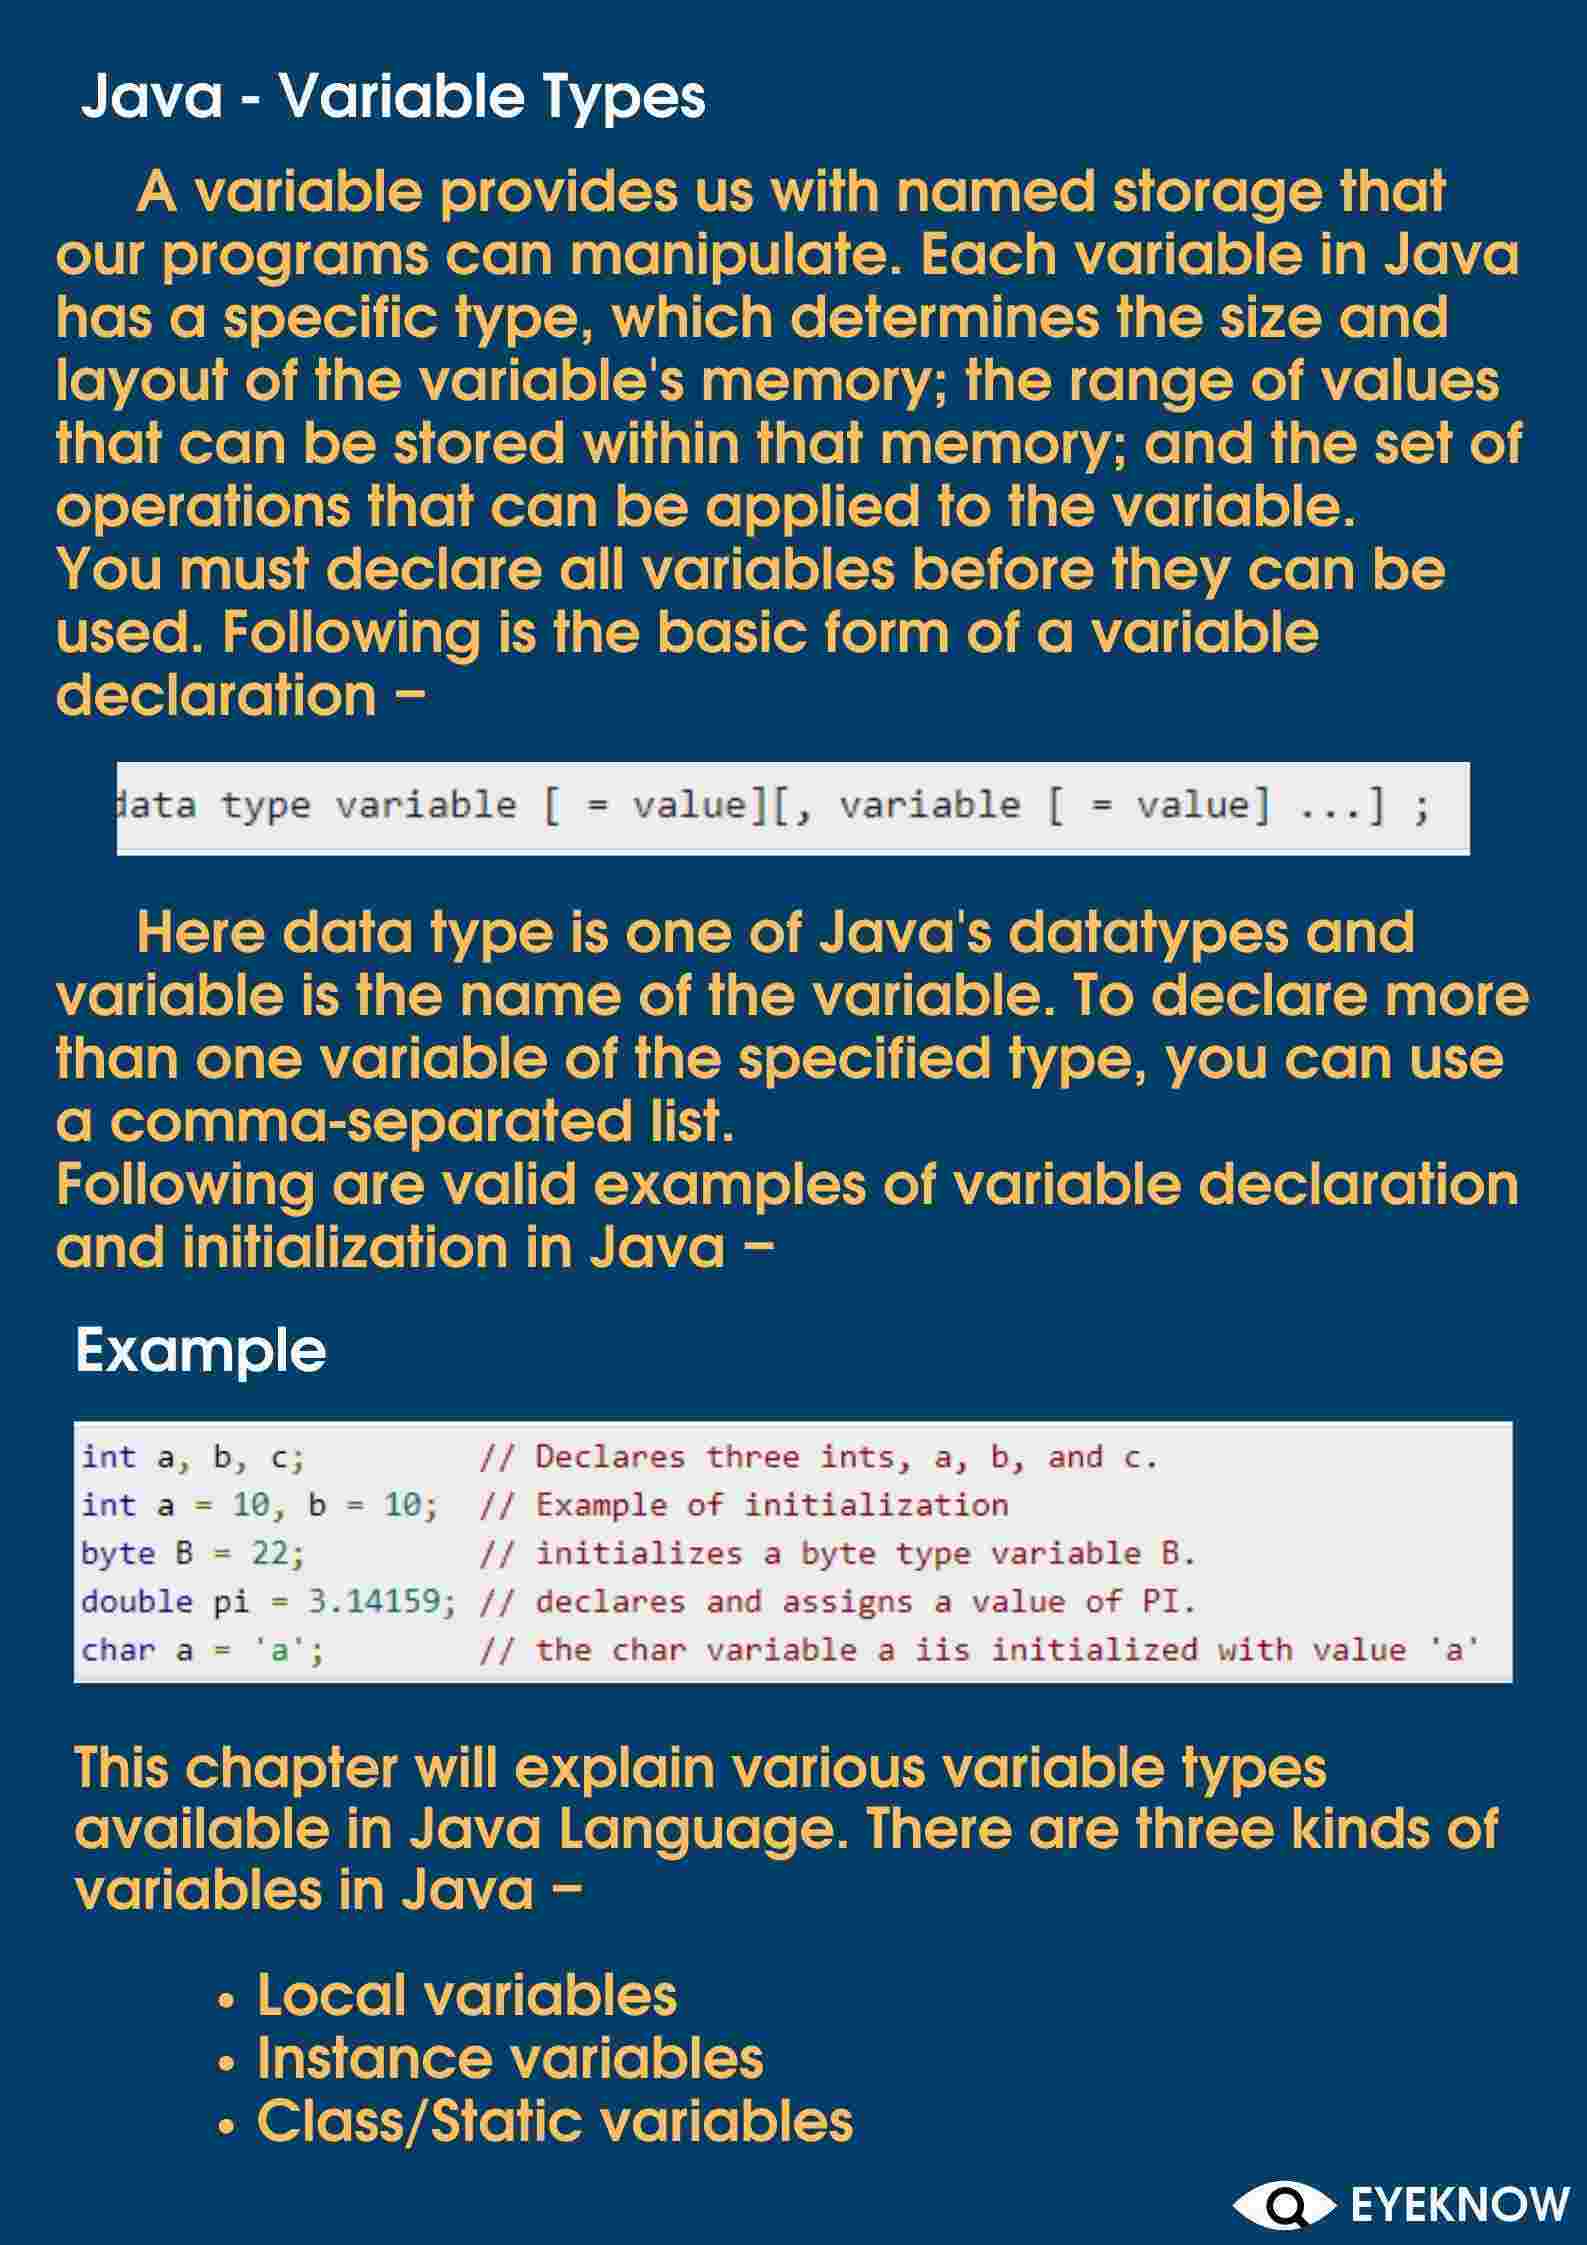 Java - Variable Types
A variable provides us with named storage that
our programs can manipulate. Each variable in Java
has a specific type, which determines the size and
layout of the variable's memory; the range of values
that can be stored within that memory; and the set of
operations that can be applied to the variable.
You must declare all variables before they can be
used. Following is the basic form of a variable
declaration –
data type variable [ = value][, variable [ = value] ...] ;
Here data type is one of Java's datatypes and
variable is the name of the variable. To declare more
than one variable of the specified type, you can use
a comma-separated list.
Following are valid examples of variable declaration
and initialization in Java –
Example
int a, b, c;         // Declares three ints, a, b, and c.
int a = 10, b = 10;  // Example of initialization
byte B = 22;         // initializes a byte type variable B.
double pi = 3.14159; // declares and assigns a value of PI.
char a = 'a';        // the char variable a iis initialized with value 'a'
This chapter will explain various variable types
available in Java Language. There are three kinds of
variables in Java –
• Local variables
• Instance variables
• Class/Static variables
EYEKNOW